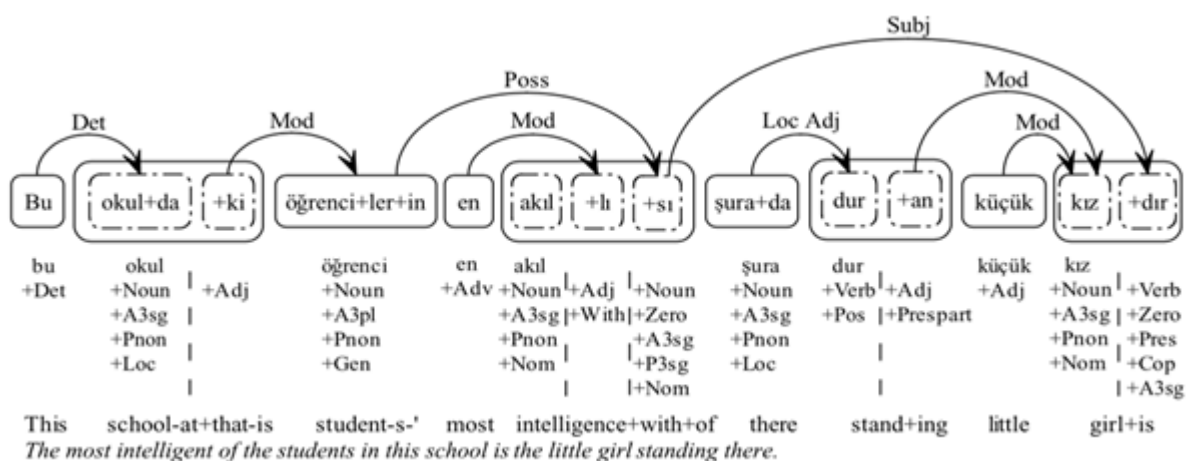 Subj
Poss Mod
Det Mod Mod Loc Adj Mod
Bu okul+da +ki öğrenci+ler+in en akıl +lı +sı şura+da dur +an küçük kız +dır
bu okul öğrenci en akıl şura dur küçük kız
+Det +Noun +Adj +Noun +Adv +Noun +Adj +Noun +Noun +Verb +Adj +Adj +Noun +Verb
+A3sg +A3pl +A3sg +With +Zero +A3sg +Pos +Prespart +A3sg +Zero
+Pnon +Pnon +Pnon +A3sg +Pnon +Pnon +Pres
+Loc +Gen +Nom +P3sg +Loc +Nom +Cop
+Nom +A3sg
This school-at+that-is student-s-' most intelligence+with+of there stand+ing little girl+is
The most intelligent of the students in this school is the little girl standing there.